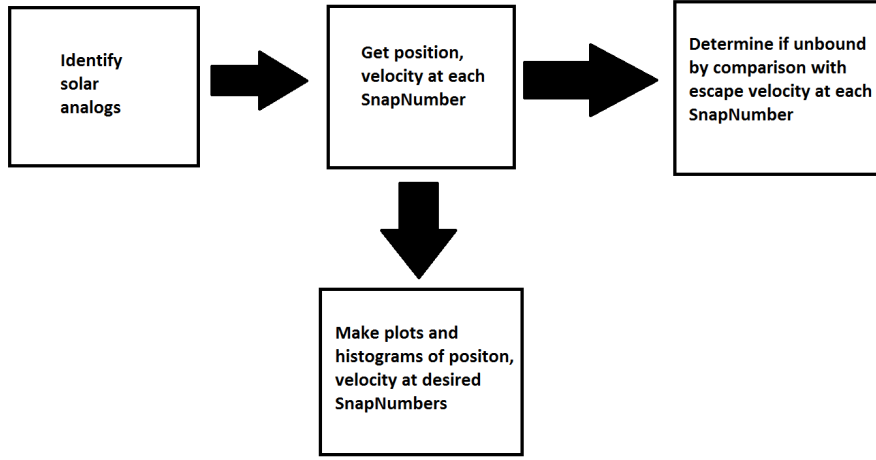 Identify
solar
analogs
Get position,
velocity at each
SnapNumber
Determine if unbound
by comparison with
escape velocity at each
SnapNumber
Make plots and
histograms of positon,
velocity at desired
SnapNumbers